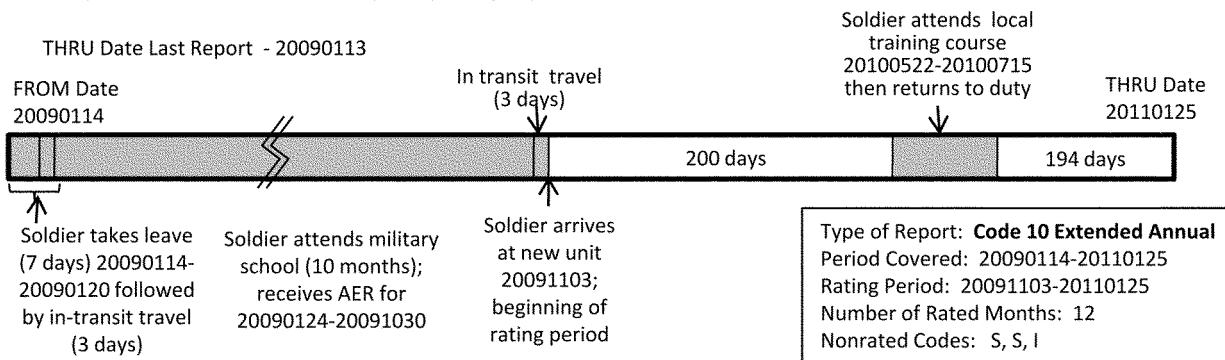 THRU Date Last Report - 20090113
FROM Date
20090114
In transit travel
(3 days)
Soldier attends local
training course
20100522-20100715
then returns to duty
THRU Date
20110125
200 days
194 days
Soldier takes leave
(7 days) 20090114-
20090120 followed
by in-transit travel
(3 days)
Soldier attends military
school (10 months);
receives AER for
20090124-20091030
Soldier arrives
at new unit
20091103;
beginning of
rating period
Type of Report: Code 10 Extended Annual
Period Covered: 20090114-20110125
Rating Period: 20091103-20110125
Number of Rated Months: 12
Nonrated Codes: S, S, I